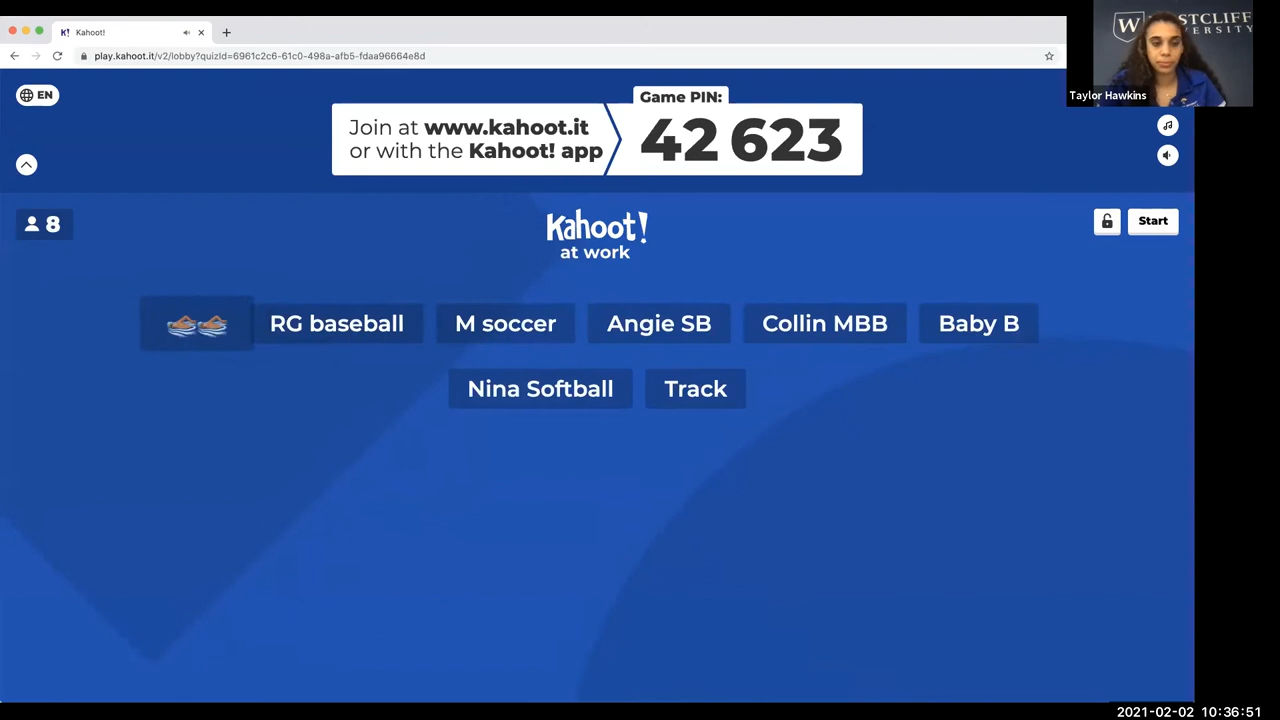 Kahoot!
play.kahoot.it/v2/lobby?quizId=6961c2c6-61c0-498a-afb5-fdaa96664e8d
W
STCLIFF
VERSITY
Taylor Hawkins
EN
Join at www.kahoot.it
or with the Kahoot! app
Game PIN:
42 623
8
Kahoot!
at work
Start
RG baseball
M soccer
Angie SB
Collin MBB
Baby B
Nina Softball
Track
2021-02-02 10:36:51